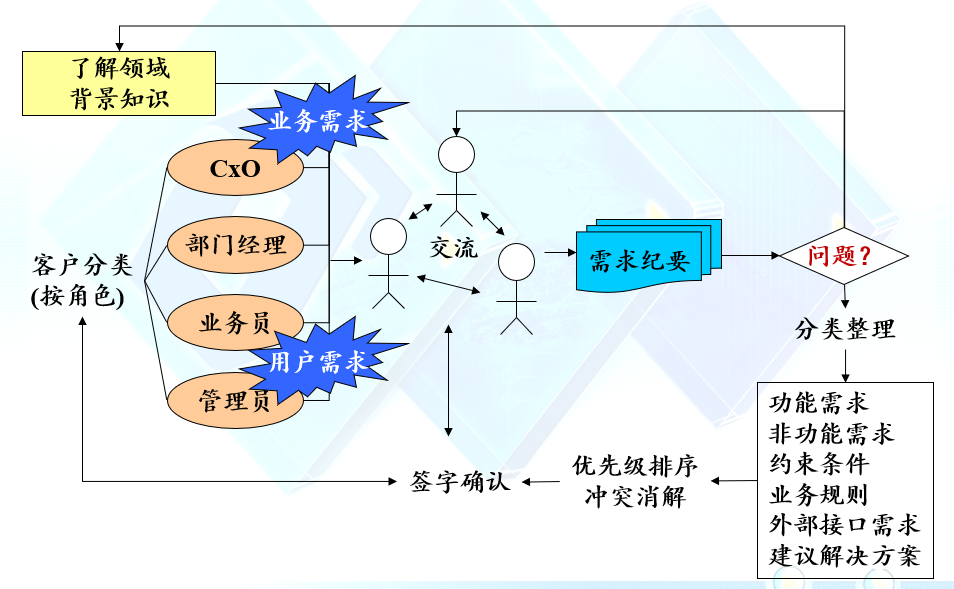 了解领域
背景知识
业务需求
CxO
部门经理
业务员
用户需求
管理员
客户分类
(按角色)
交流
需求纪要
问题?
分类整理
功能需求
非功能需求
约束条件
业务规则
外部接口需求
建议解决方案
优先级排序
冲突消解
签字确认